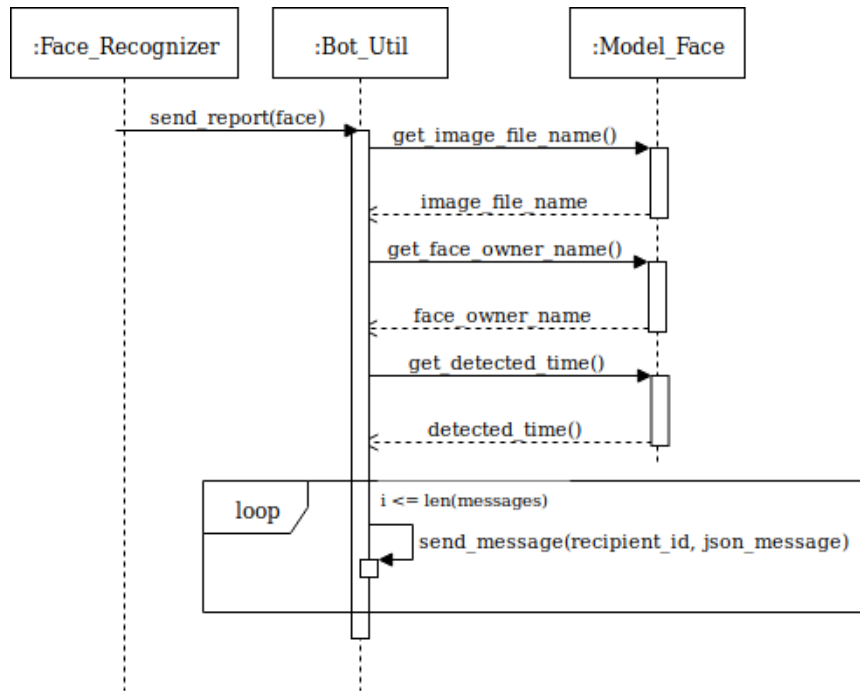 :Face_Recognizer
:Bot_Util
:Model_Face
send_report(face)
get_image_file_name()
image_file_name
get_face_owner_name()
face_owner_name
get_detected_time()
detected_time()
loop
i <= len(messages)
send_message(recipient_id, json_message)